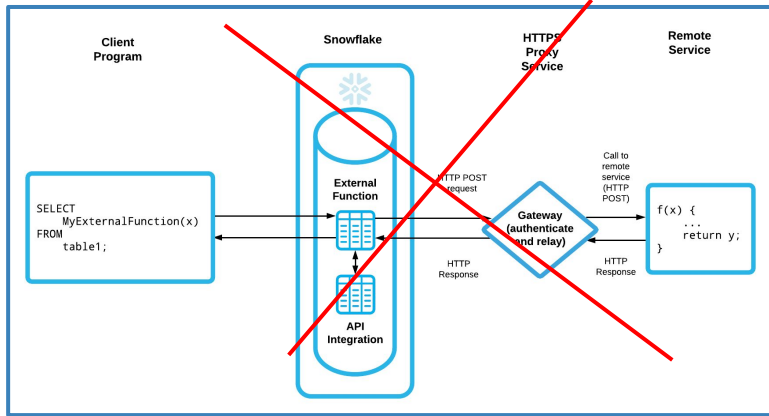 Client
Program
Snowflake
HTTPS
Proxy
Service
Remote
Service
SELECT
MyExternalFunction(x)
FROM
table1;
External
Function
API
Integration
HTTP POST
request
HTTP
Response
Gateway
(authenticate
and relay)
Call to
remote
service
(HTTP
POST)
HTTP
Response
f(x) {
...
return y;
}